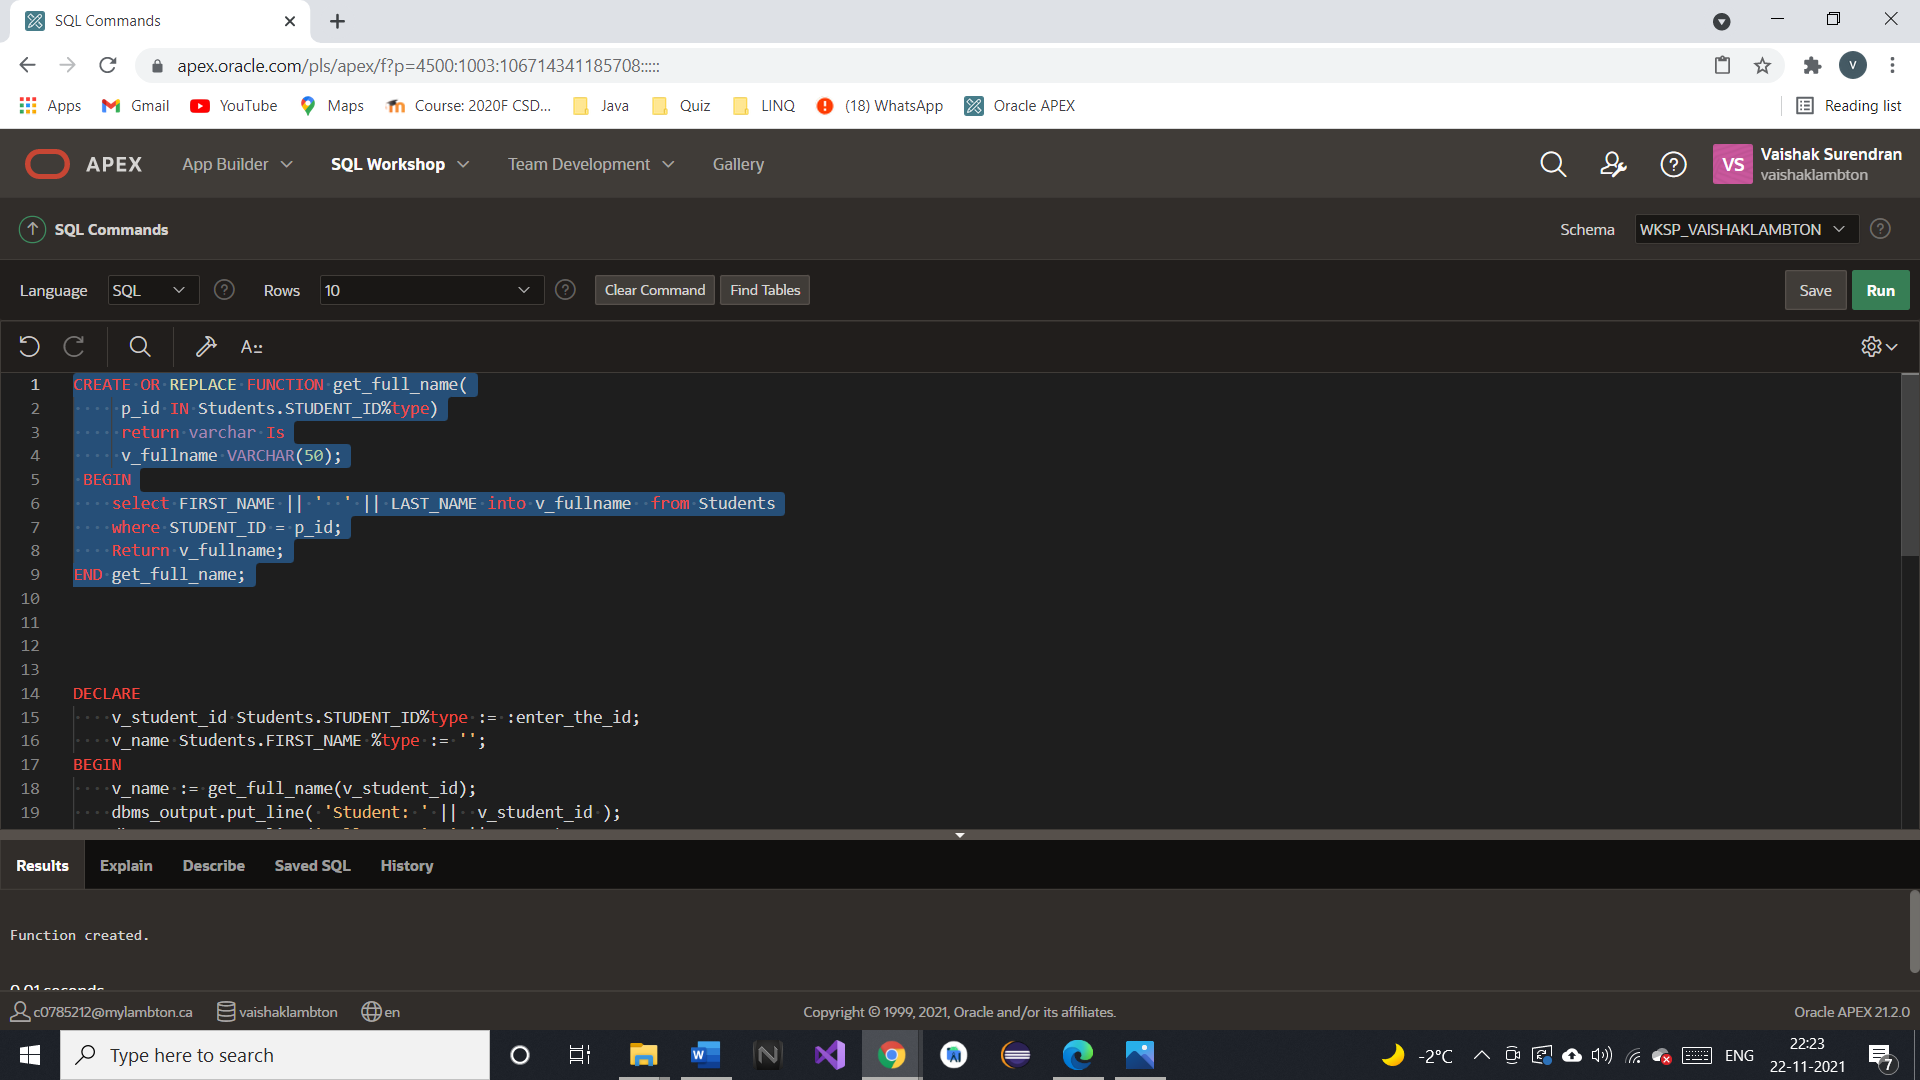 SQL Commands
apex.oracle.com/pls/apex/f?p=4500:1003:106714341185708:::::
V
Apps Gmail YouTube Maps Course: 2020F CSD... Java Quiz LINQ (18) WhatsApp Oracle APEX Reading list
APEX App Builder SQL Workshop Team Development Gallery VS Vaishak Surendran
vaishaklambton
SQL Commands Schema WKSP_VAISHAKLAMBTON
Language SQL Rows 10 Clear Command Find Tables Save Run
A::
1 CREATE OR REPLACE FUNCTION get_full_name(
2 p_id IN Students.STUDENT_ID%type)
3 return varchar Is
4 v_fullname VARCHAR(50);
5 BEGIN
6 select FIRST_NAME || '  ' || LAST_NAME into v_fullname  from Students
7 where STUDENT_ID = p_id;
8 Return v_fullname;
9 END get_full_name;
10
11
12
13
14 DECLARE
15 v_student_id Students.STUDENT_ID%type := :enter_the_id;
16 v_name Students.FIRST_NAME %type := '';
17 BEGIN
18 v_name := get_full_name(v_student_id);
19 dbms_output.put_line( 'Student: ' ||  v_student_id );
Results Explain Describe Saved SQL History
Function created.
0.01 seconds
c0785212@mylambton.ca vaishaklambton en Copyright © 1999, 2021, Oracle and/or its affiliates. Oracle APEX 21.2.0
Type here to search -2°C ENG 22:23
22-11-2021 7